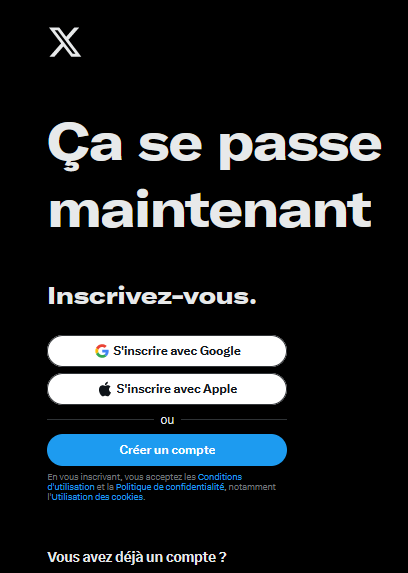 Ça se passe
maintenant
Inscrivez-vous.
S'inscrire avec Google
S'inscrire avec Apple
ou
Créer un compte
En vous inscrivant, vous acceptez les Conditions
d'utilisation et la Politique de confidentialité, notamment
l'Utilisation des cookies.
Vous avez déjà un compte ?